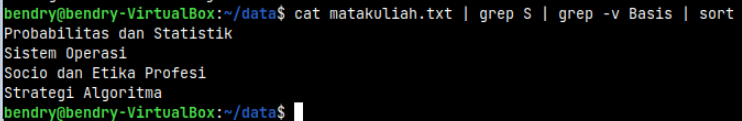 bendry@bendry-VirtualBox:~/data$ cat matakuliah.txt | grep S | grep -v Basis | sort
Probabilitas dan Statistik
Sistem Operasi
Socio dan Etika Profesi
Strategi Algoritma
bendry@bendry-VirtualBox:~/data$